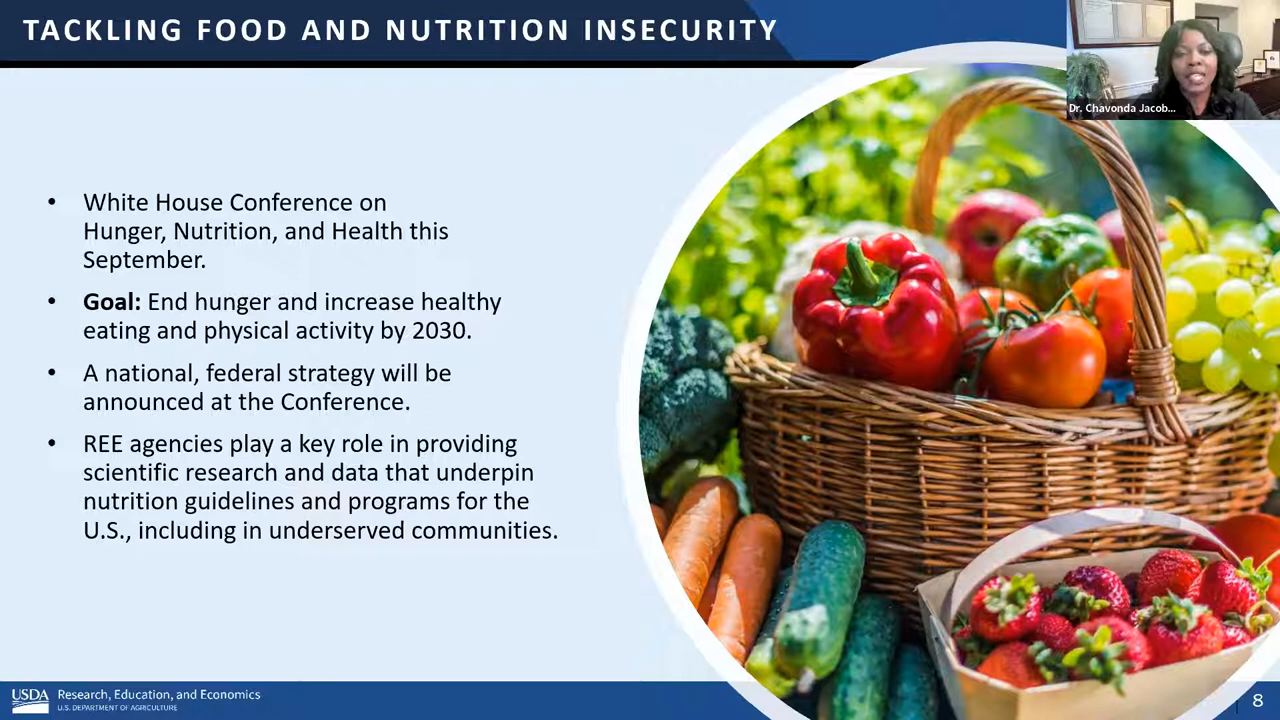 TACKLING FOOD AND NUTRITION INSECURITY
Dr. Chavonda Jacob...
• White House Conference on
Hunger, Nutrition, and Health this
September.
• Goal: End hunger and increase healthy
eating and physical activity by 2030.
• A national, federal strategy will be
announced at the Conference.
• REE agencies play a key role in providing
scientific research and data that underpin
nutrition guidelines and programs for the
U.S., including in underserved communities.
USDA
Research, Education, and Economics
U.S. DEPARTMENT OF AGRICULTURE
8